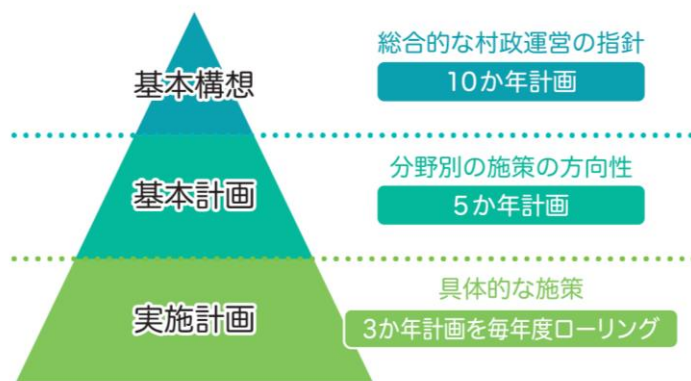 総合的な村政運営の指針
基本構想
10か年計画
分野別の施策の方向性
基本計画
5か年計画
具体的な施策
実施計画
3か年計画を毎年度ローリング